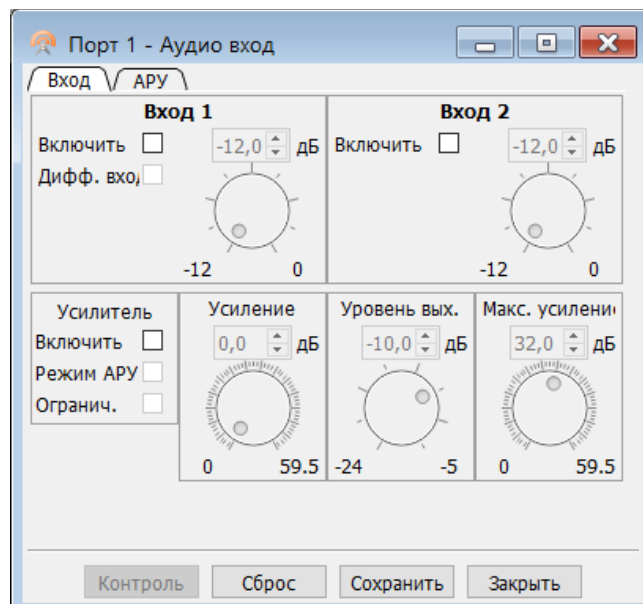 Порт 1 - Аудио вход
Вход АРУ
Вход 1 Вход 2
Включить -12,0 дБ Включить -12,0 дБ
Дифф. вход
-12 0 -12 0
Усилитель Усиление Уровень вых. Макс. усилени
Включить 0,0 дБ -10,0 дБ 32,0 дБ
Режим АРУ
Огранич.
0 59.5 -24 -5 0 59.5
Контроль Сброс Сохранить Закрыть